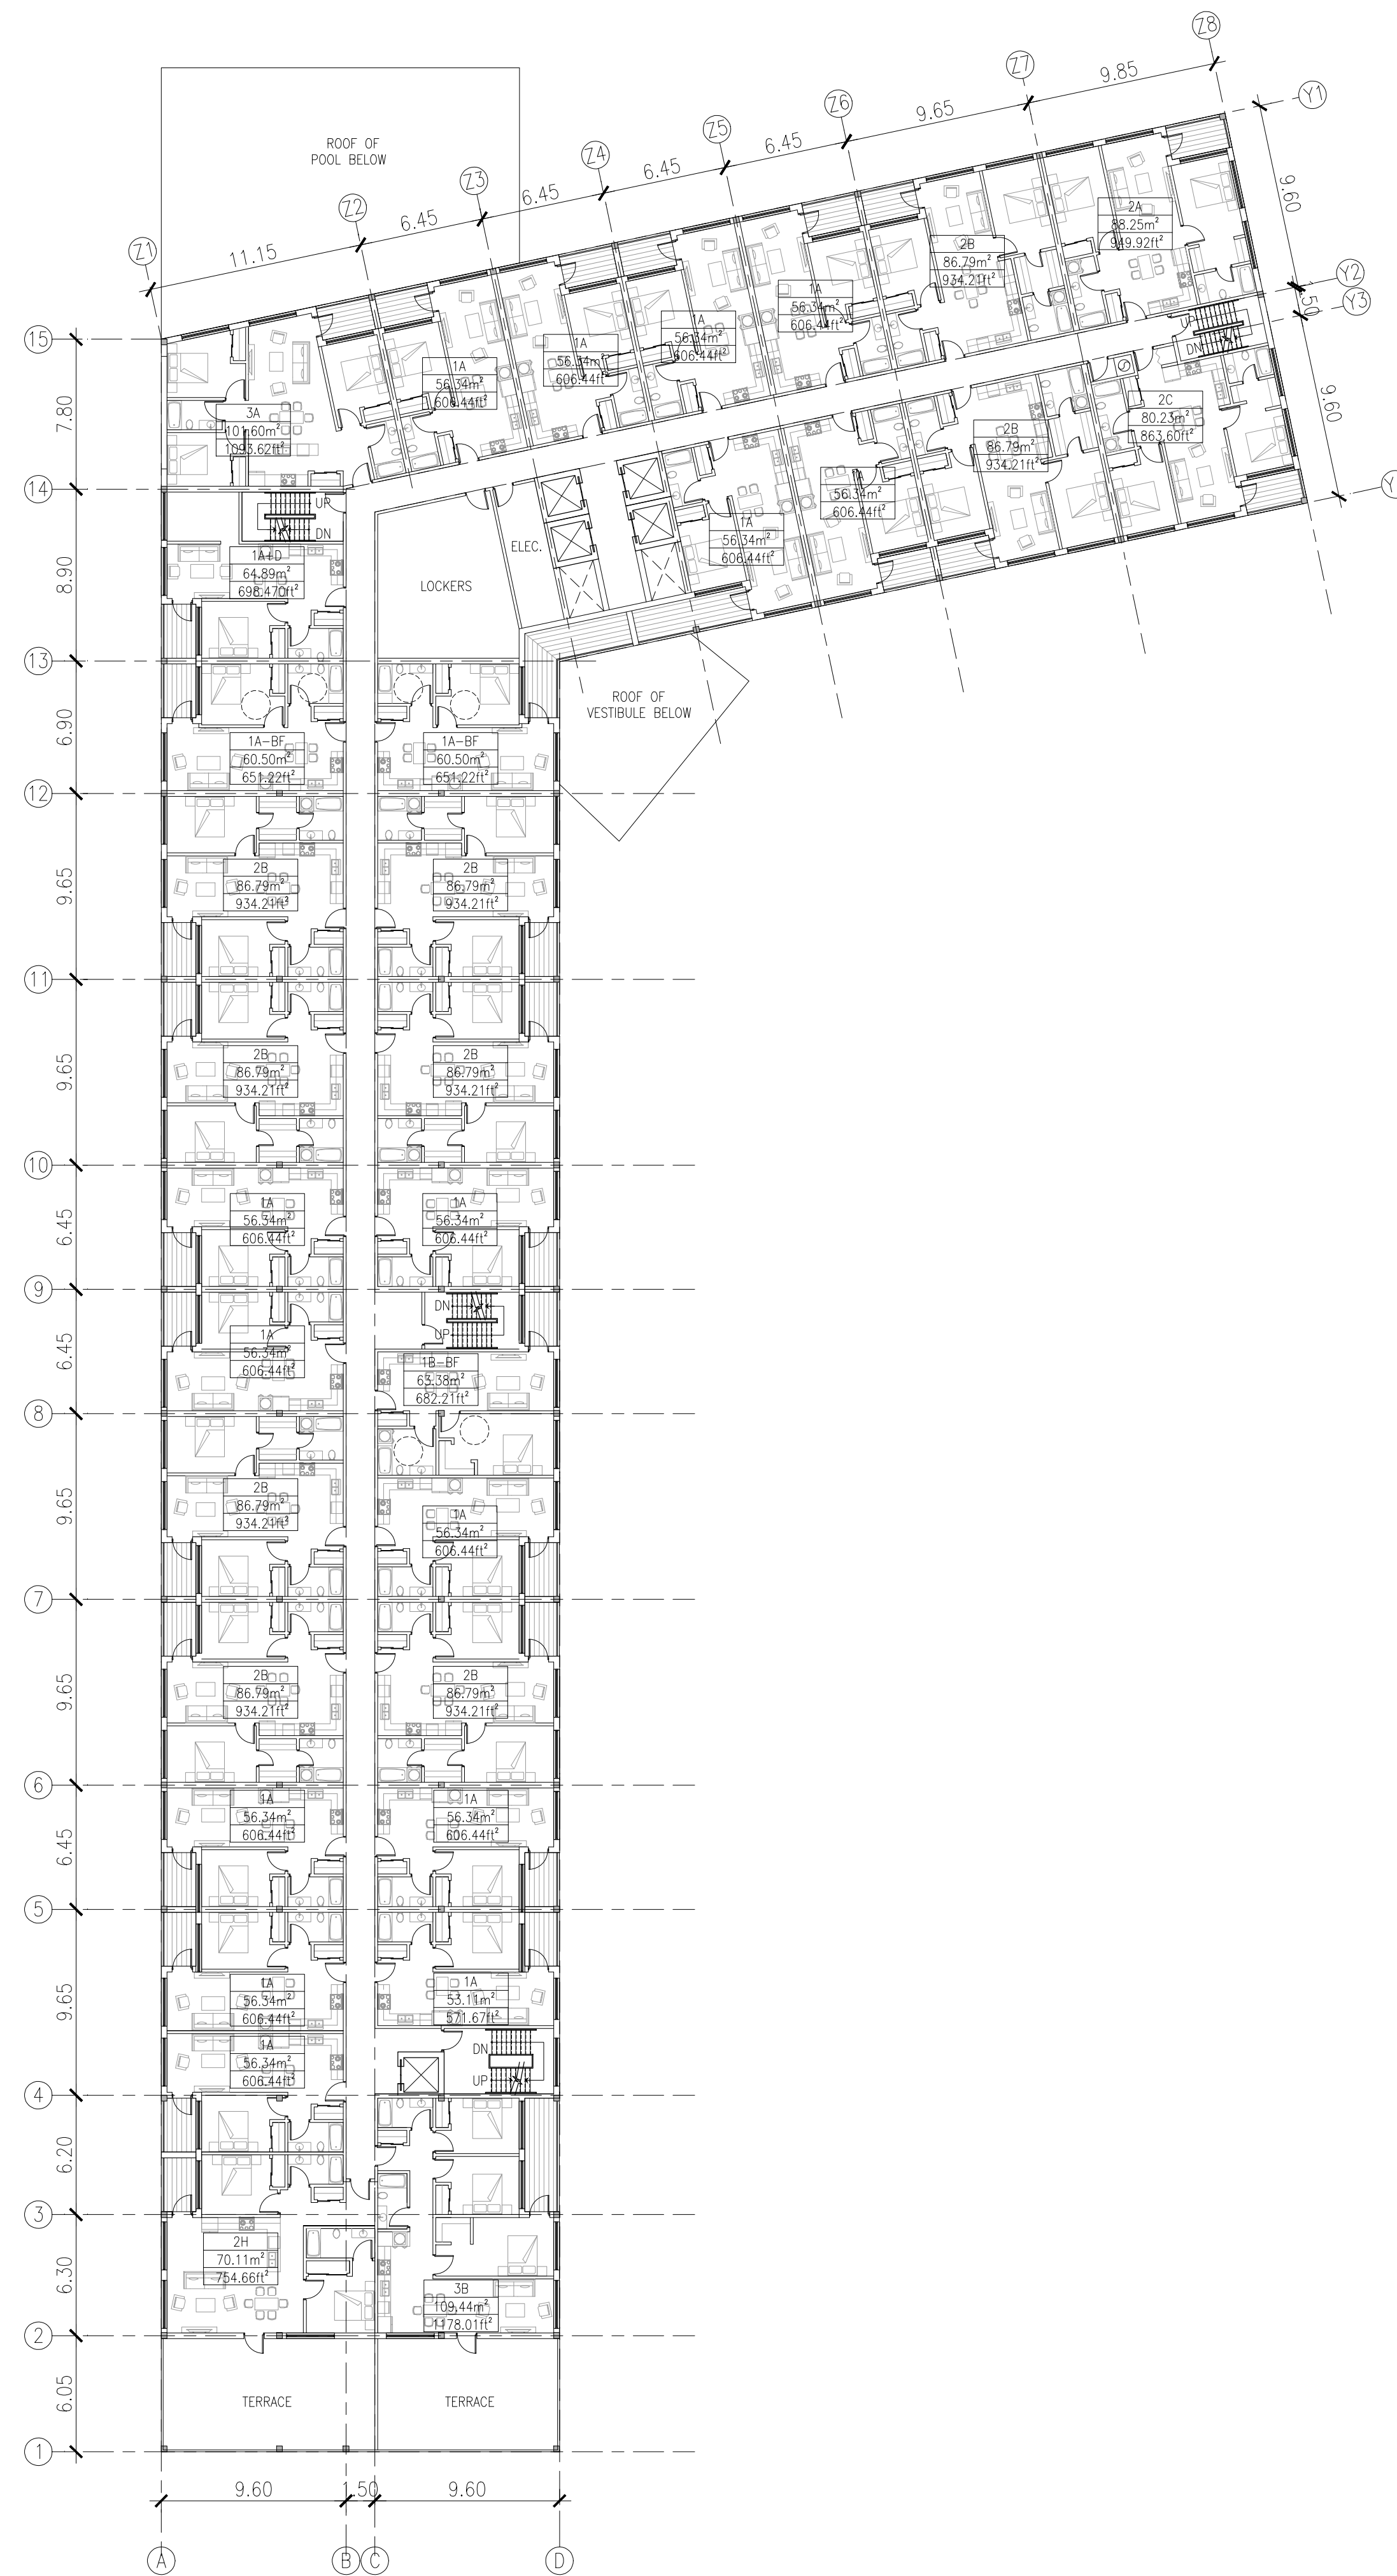 Z8
Z7
9.85
Y1
Z6
9.65
Z5
6.45
ROOF OF
POOL BELOW
Z4
6.45
Z3
6.45
9.60
Z2
6.45
2A
88.25m²
949.92ft²
Z1
11.15
2B
86.79m²
934.21ft²
Y2
Y3
1A
56.34m²
606.44ft²
.50
1A
56.34m²
606.44ft²
UP
DN
15
1A
56.34m²
606.44ft²
1A
56.34m²
606.44ft²
9.60
7.80
3A
101.60m²
1093.62ft²
2C
80.23m²
863.60ft²
2B
86.79m²
934.21ft²
14
1A
56.34m²
606.44ft²
Y
UP
DN
1A
56.34m²
606.44ft²
ELEC.
8.90
1A+D
64.89m²
698.470ft²
LOCKERS
13
ROOF OF
VESTIBULE BELOW
6.90
1A-BF
60.50m²
651.22ft²
1A-BF
60.50m²
651.22ft²
12
9.65
2B
86.79m²
934.21ft²
2B
86.79m²
934.21ft²
11
9.65
2B
86.79m²
934.21ft²
2B
86.79m²
934.21ft²
10
6.45
1A
56.34m²
606.44ft²
1A
56.34m²
606.44ft²
9
DN
UP
6.45
1A
56.34m²
606.44ft²
1B-BF
63.38m²
682.21ft²
8
9.65
2B
86.79m²
934.21ft²
1A
56.34m²
606.44ft²
7
9.65
2B
86.79m²
934.21ft²
2B
86.79m²
934.21ft²
6
6.45
1A
56.34m²
606.44ft²
1A
56.34m²
606.44ft²
5
9.65
1A
56.34m²
606.44ft²
1A
53.11m²
571.67ft²
1A
56.34m²
606.44ft²
DN
UP
4
6.20
3
6.30
2H
70.11m²
754.66ft²
3B
109.44m²
1178.01ft²
2
6.05
TERRACE
TERRACE
1
9.60
1.50
9.60
A
B
C
D